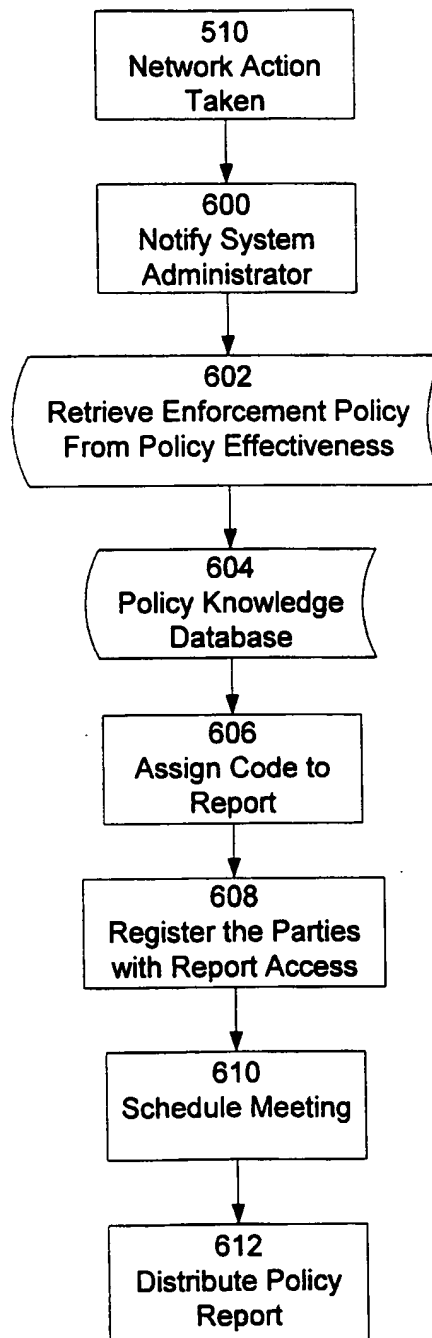 510
Network Action
Taken
600
Notify System
Administrator
602
Retrieve Enforcement Policy
From Policy Effectiveness
604
Policy Knowledge
Database
606
Assign Code to
Report
608
Register the Parties
with Report Access
610
Schedule Meeting
612
Distribute Policy
Report